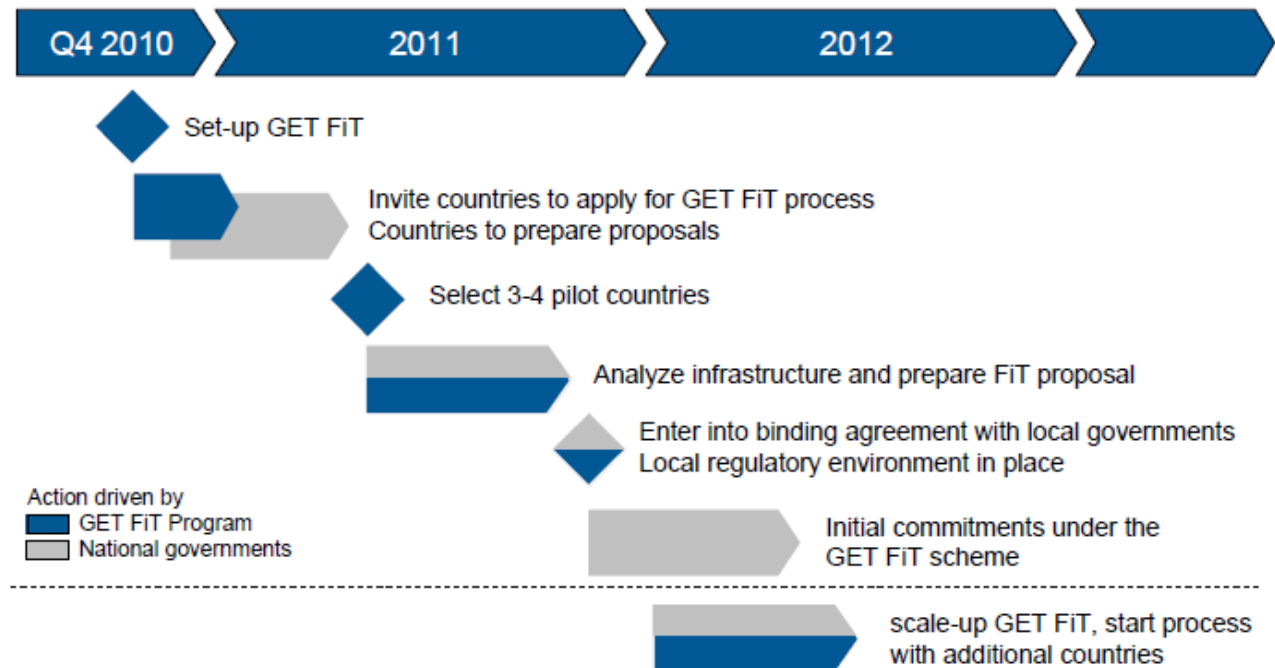 Q4 2010
2011
2012
Set-up GET FiT
Invite countries to apply for GET FiT process
Countries to prepare proposals
Select 3-4 pilot countries
Analyze infrastructure and prepare FiT proposal
Enter into binding agreement with local governments
Local regulatory environment in place
Action driven by
GET FiT Program
National governments
Initial commitments under the
GET FiT scheme
scale-up GET FiT, start process
with additional countries